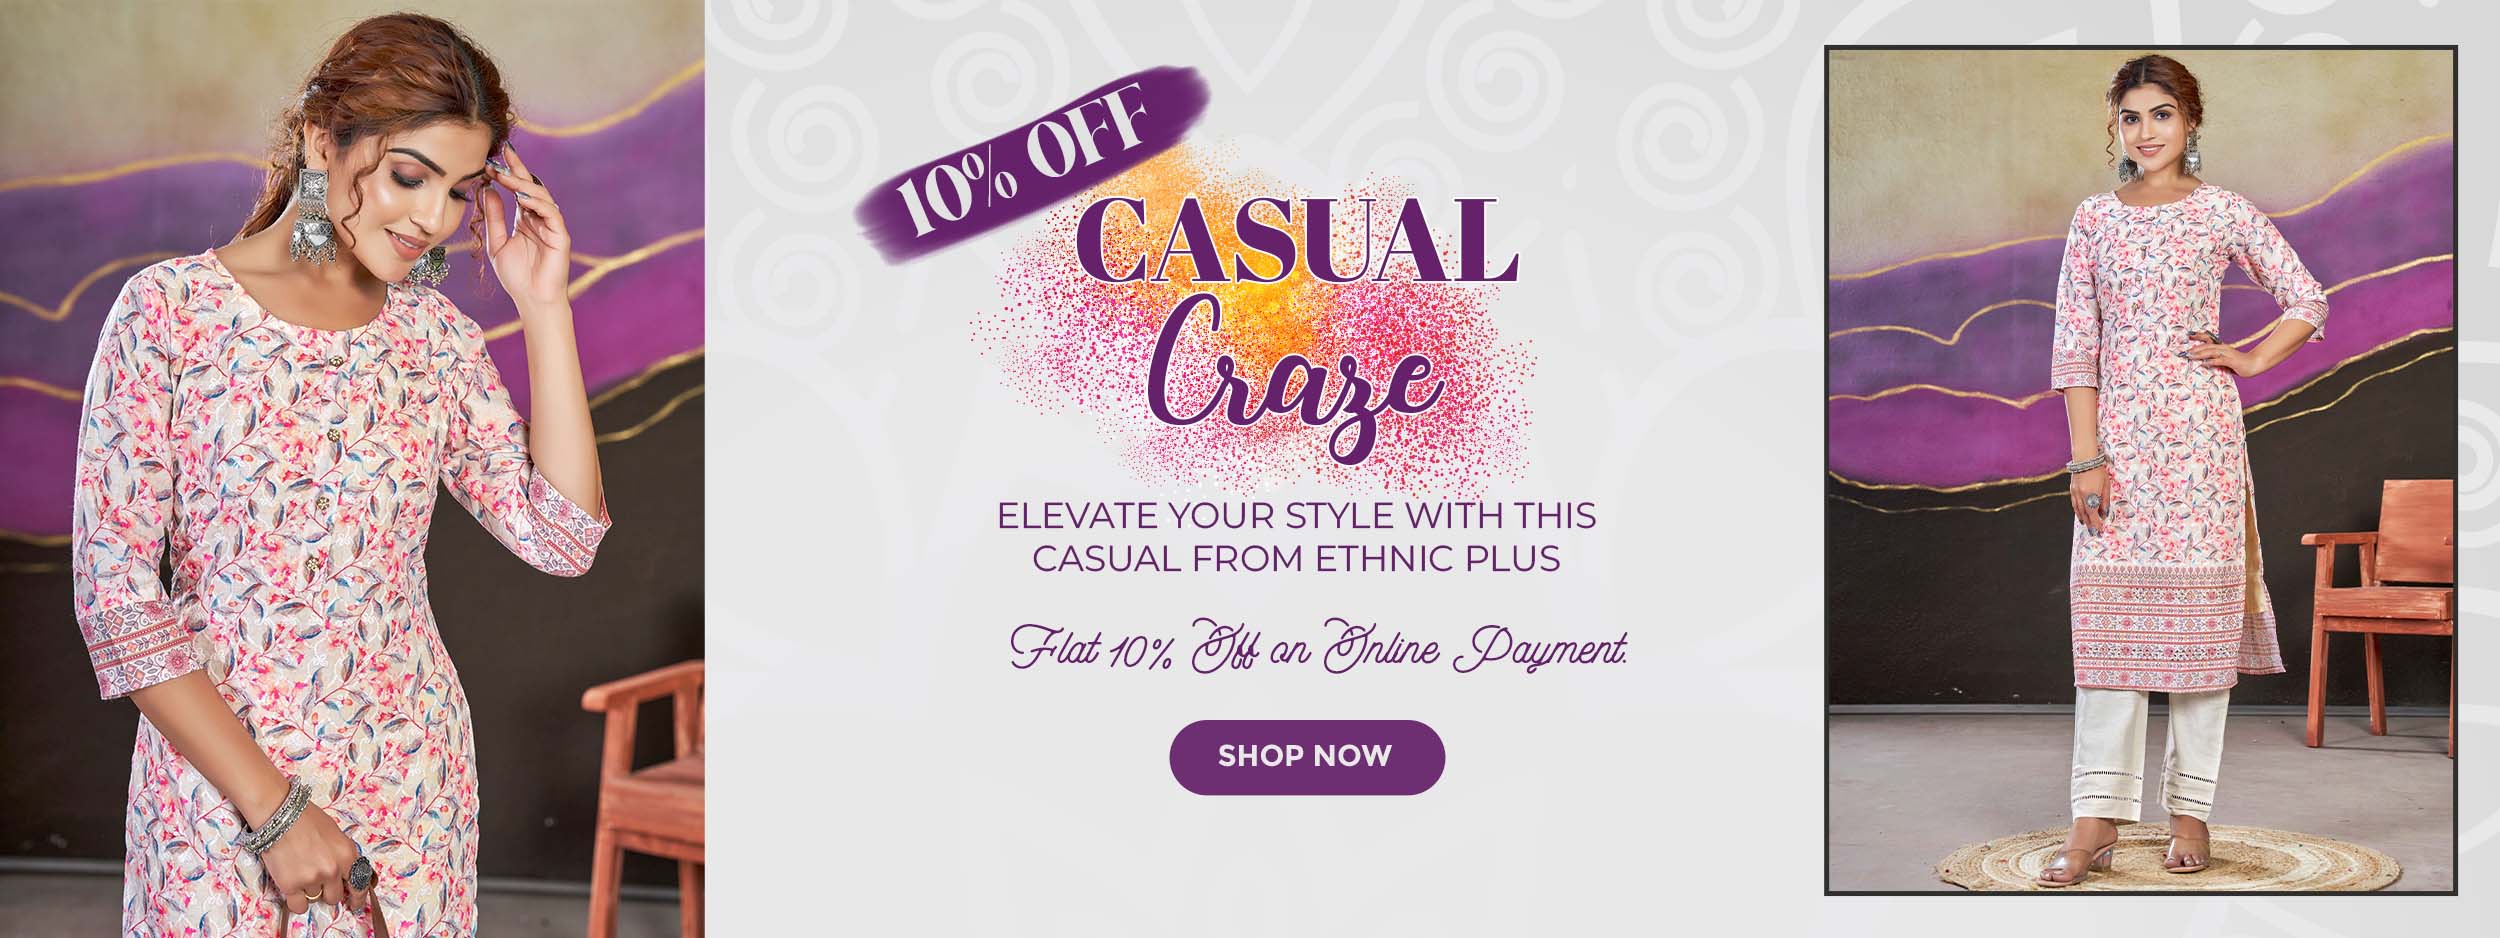 10% OFF
CASUAL
Craze
ELEVATE YOUR STYLE WITH THIS
CASUAL FROM ETHNIC PLUS
Flat 10% Off on Online Payment.
SHOP NOW